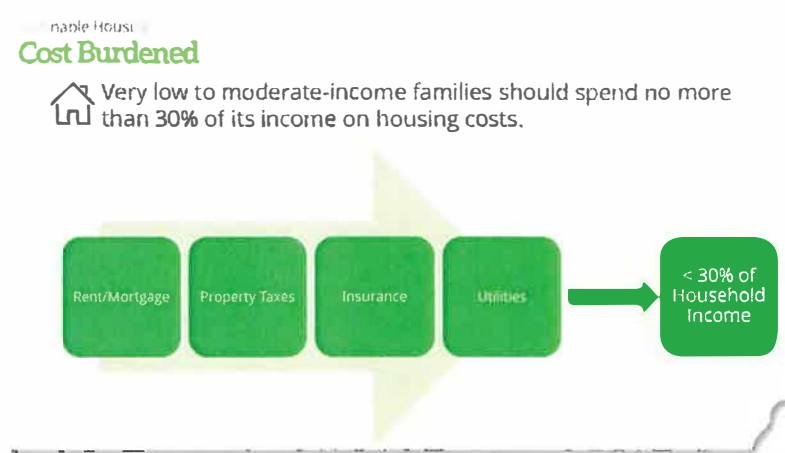 Cost Burdened
Very low to moderate-income families should spend no more
than 30% of its income on housing costs.
Rent/Mortgage
Property Taxes
Insurance
Utilities
< 30% of
Household
Income